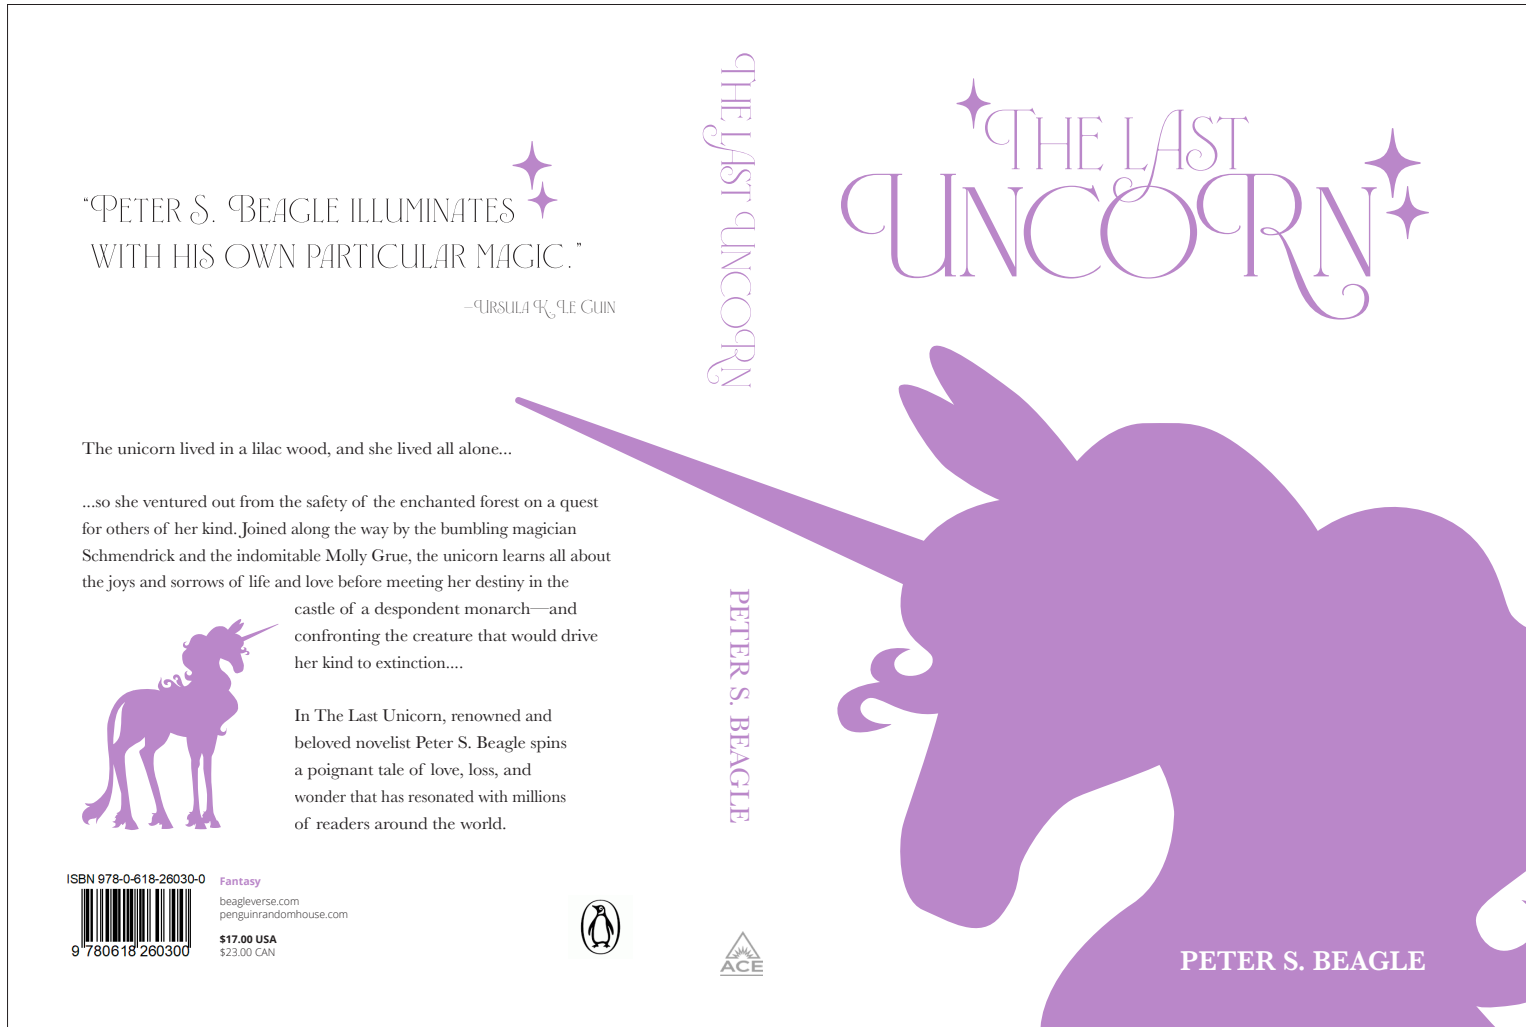 “PETER S. BEAGLE ILLUMINATES
WITH HIS OWN PARTICULAR MAGIC.”
—URSULA K. LE GUIN
The unicorn lived in a lilac wood, and she lived all alone...
...so she ventured out from the safety of the enchanted forest on a quest
for others of her kind. Joined along the way by the bumbling magician
Schmendrick and the indomitable Molly Grue, the unicorn learns all about
the joys and sorrows of life and love before meeting her destiny in the
castle of a despondent monarch—and
confronting the creature that would drive
her kind to extinction....
In The Last Unicorn, renowned and
beloved novelist Peter S. Beagle spins
a poignant tale of love, loss, and
wonder that has resonated with millions
of readers around the world.
ISBN 978-0-618-26030-0
9 780618 260300
Fantasy
beagleverse.com
penguinrandomhouse.com
$17.00 USA
$23.00 CAN
THE LAST UNCORN
PETER S. BEAGLE
ACE
THE LAST
UNCORN
PETER S. BEAGLE